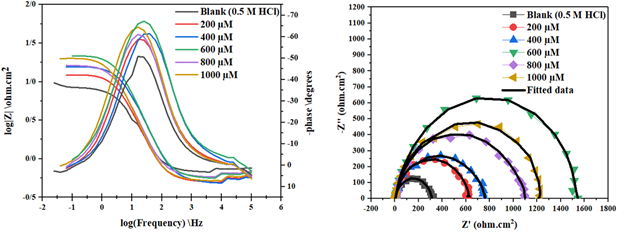 2/0
1/5
1/0
0/5
0/0
-0/5
log|Z| \ohm.cm²
-2 -1 0 1 2 3 4 5 6
log(Frequency) \Hz
-70
-60
-50
-40
-30
-20
-10
0
10
-phase\ degrees
Blank (0.5 M HCl)
200 µM
400 µM
600 µM
800 µM
1000 µM
1200
1100
1000
900
800
700
600
500
400
300
200
100
0
-Z'' (ohm.cm²)
-200 0 200 400 600 800 1000 1200 1400 1600 1800
Z' (ohm.cm²)
Blank (0.5 M HCl)
200 µM
400 µM
600 µM
800 µM
1000 µM
Fitted data